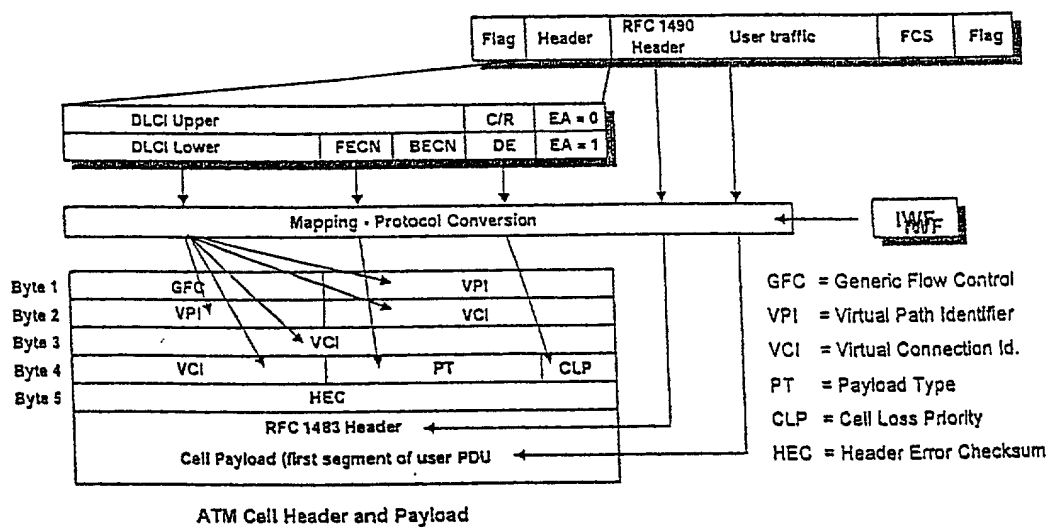 Flag Header RFC 1490 Header User traffic FCS Flag
DLCI Upper C/R EA = 0
DLCI Lower FECN BECN DE EA = 1
Mapping - Protocol Conversion
IWF
Byte 1 GFC VPI
Byte 2 VPI VCI
Byte 3 VCI
Byte 4 VCI PT CLP
Byte 5 HEC
RFC 1483 Header
Cell Payload (first segment of user PDU
GFC = Generic Flow Control
VPI = Virtual Path Identifier
VCI = Virtual Connection Id.
PT = Payload Type
CLP = Cell Loss Priority
HEC = Header Error Checksum
ATM Cell Header and Payload